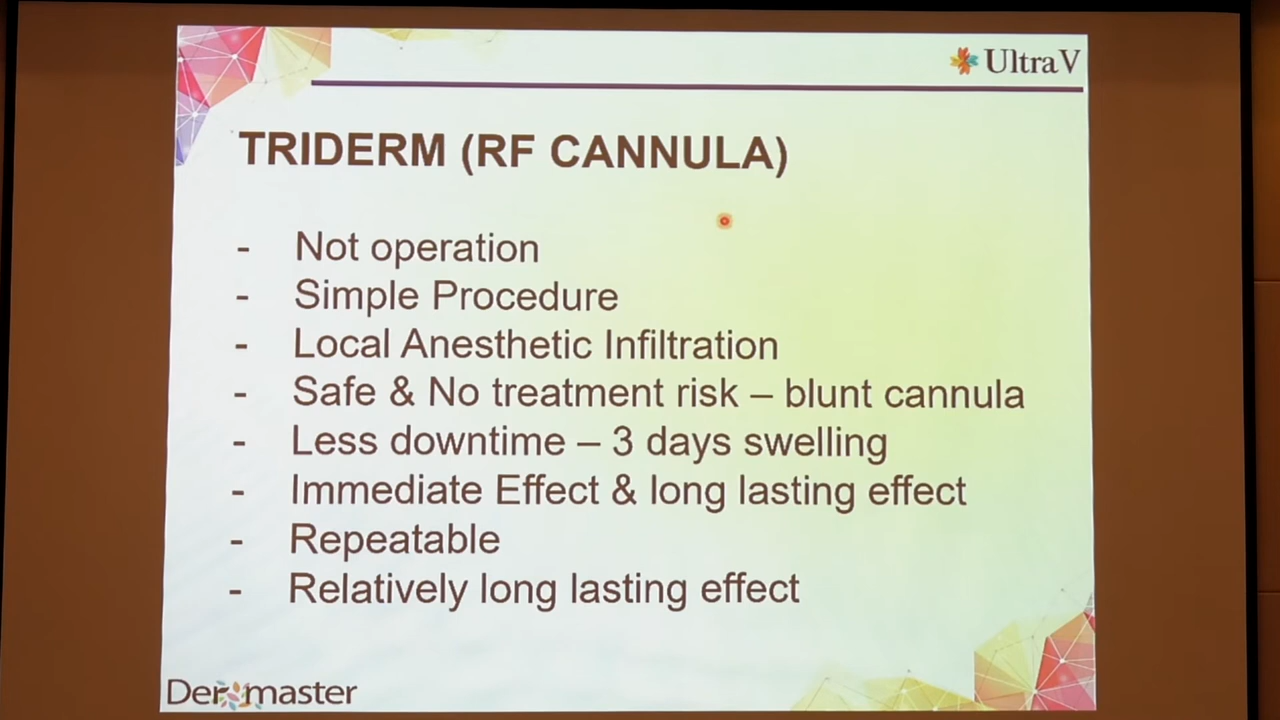 UltraV
TRIDERM (RF CANNULA)
- Not operation
- Simple Procedure
- Local Anesthetic Infiltration
- Safe & No treatment risk – blunt cannula
- Less downtime – 3 days swelling
- Immediate Effect & long lasting effect
- Repeatable
- Relatively long lasting effect
Dermaster